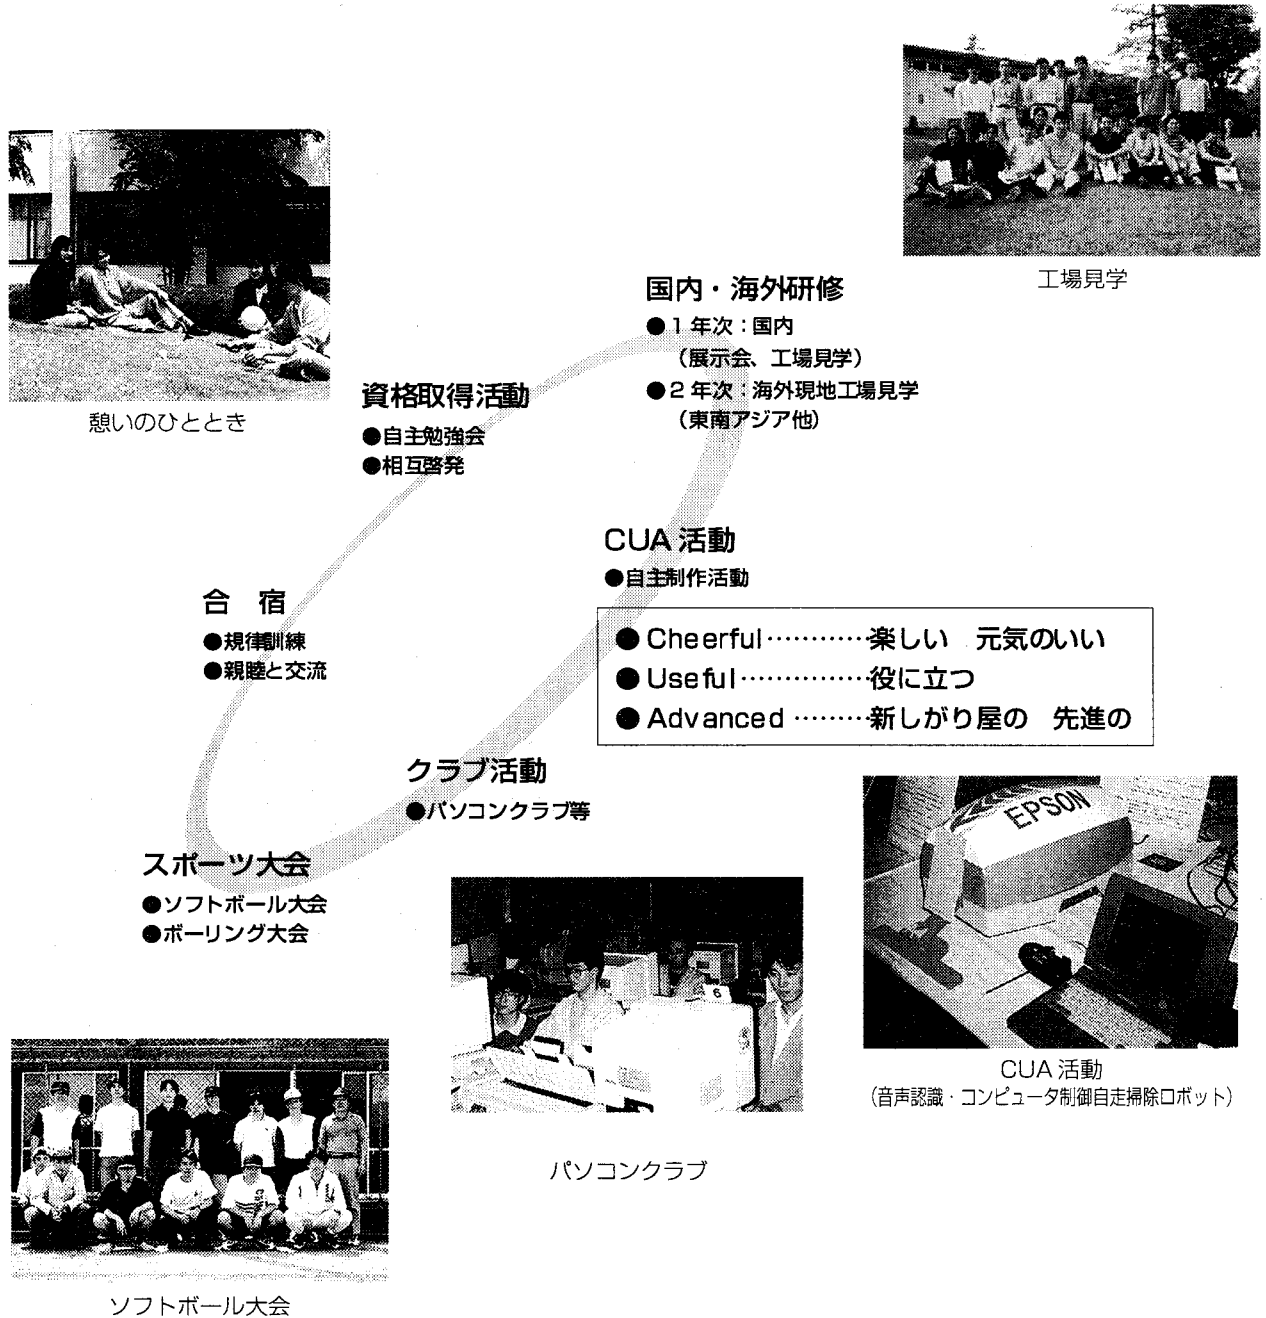 工場見学
憩いのひととき
国内・海外研修
●1年次：国内
（展示会、工場見学）
●2年次：海外現地工場見学
（東南アジア他）
資格取得活動
●自主勉強会
●相互啓発
CUA 活動
●自主制作活動
● Cheerful…………楽しい　元気のいい
● Useful……………役に立つ
● Advanced ………新しがり屋の　先進の
合　宿
●規律訓練
●親睦と交流
クラブ活動
●パソコンクラブ等
スポーツ大会
●ソフトボール大会
●ボーリング大会
EPSON
6
CUA 活動
（音声認識・コンピュータ制御自走掃除ロボット）
パソコンクラブ
ソフトボール大会